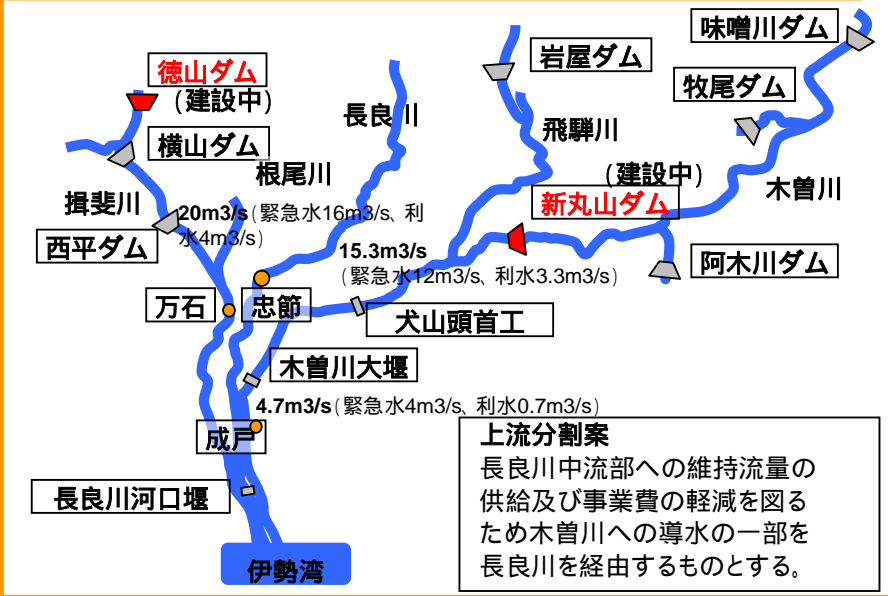 味噌川ダム
岩屋ダム
徳山ダム
(建設中)
牧尾ダム
長良川
飛騨川
横山ダム
(建設中)
根尾川
木曽川
揖斐川
新丸山ダム
20m3/s(緊急水16m3/s、利
水4m3/s)
西平ダム
15.3m3/s
(緊急水12m3/s、利水3.3m3/s)
阿木川ダム
万石
忠節
犬山頭首工
木曽川大堰
4.7m3/s(緊急水4m3/s、利水0.7m3/s)
成戸
上流分割案
長良川中流部への維持流量の
供給及び事業費の軽減を図る
ため木曽川への導水の一部を
長良川を経由するものとする。
長良川河口堰
伊勢湾